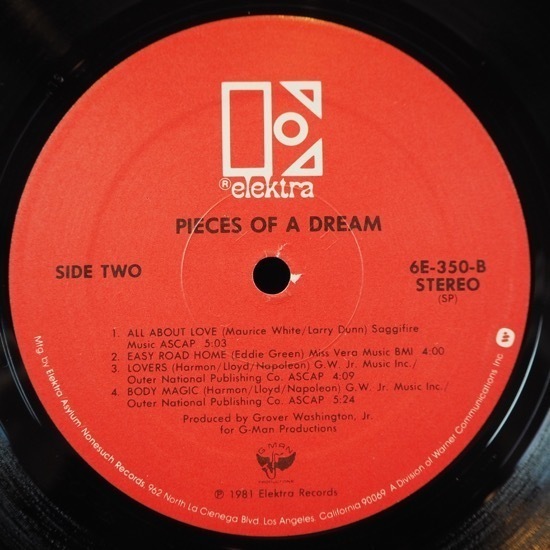 ® elektra
PIECES OF A DREAM
SIDE TWO
6E-350-B
STEREO
(SP)
1. ALL ABOUT LOVE (Maurice White/Larry Dunn) Saggifire
Music ASCAP 5:03
2. EASY ROAD HOME (Eddie Green) Miss Vera Music BMI 4:00
3. LOVERS (Harmon/Lloyd/Napolean) G.W. Jr. Music Inc./
Outer National Publishing Co. ASCAP 4:09
4. BODY MAGIC (Harmon/Lloyd/Napoleon) G.W. Jr. Music Inc./
Outer National Publishing Co. ASCAP 5:24
Produced by Grover Washington, Jr.
for G-Man Productions
G-MAN
℗ 1981 Elektra Records
Mfg. by Elektra Asylum Nonesuch Records, 962 North La Cienega Blvd. Los Angeles, California 90069 A Division of Warner Communications Inc.